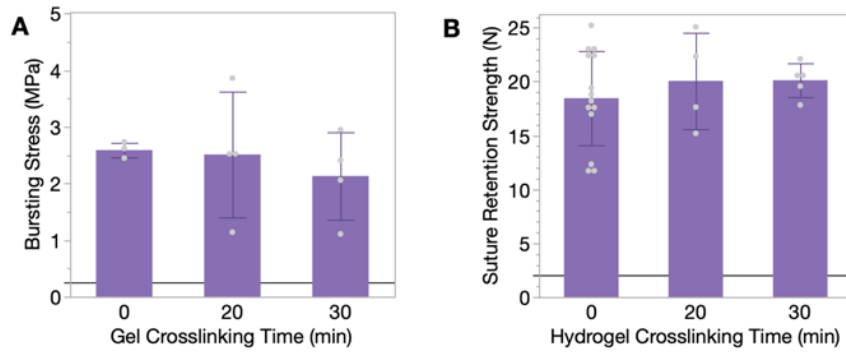 A
Bursting Stress (MPa)
5
4
3
2
1
0
0 20 30
Gel Crosslinking Time (min)
B
Suture Retention Strength (N)
25
20
15
10
5
0
0 20 30
Hydrogel Crosslinking Time (min)